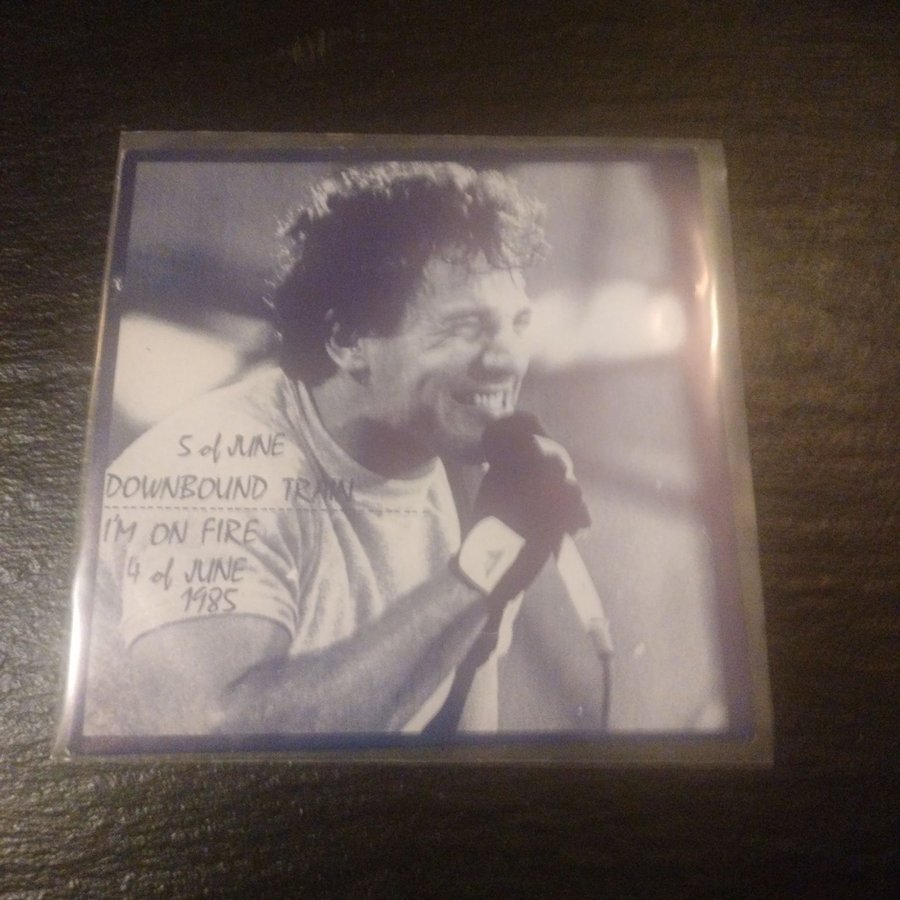 5 of JUNE
DOWNBOUND TRAIN
I'M ON FIRE
4 of JUNE
1985